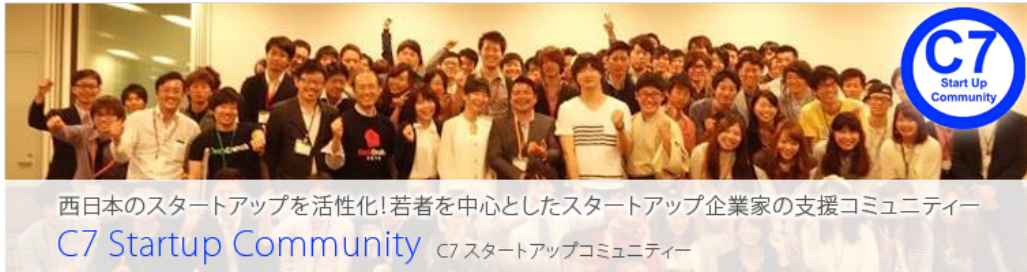 C7
Start Up
Community
西日本のスタートアップを活性化!若者を中心としたスタートアップ企業家の支援コミュニティー
C7 Startup Community C7 スタートアップコミュニティー